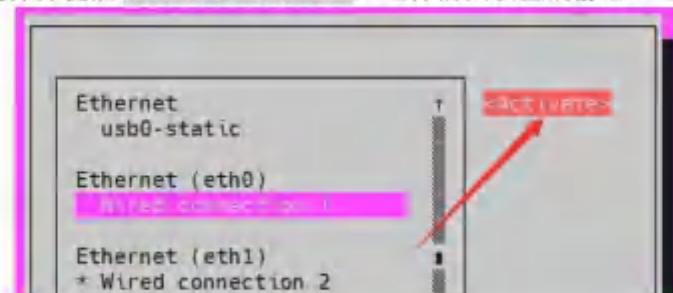 Ethernet
usb0-static
<Activate>
Ethernet (eth0)
Wired connection 1
Ethernet (eth1)
* Wired connection 2